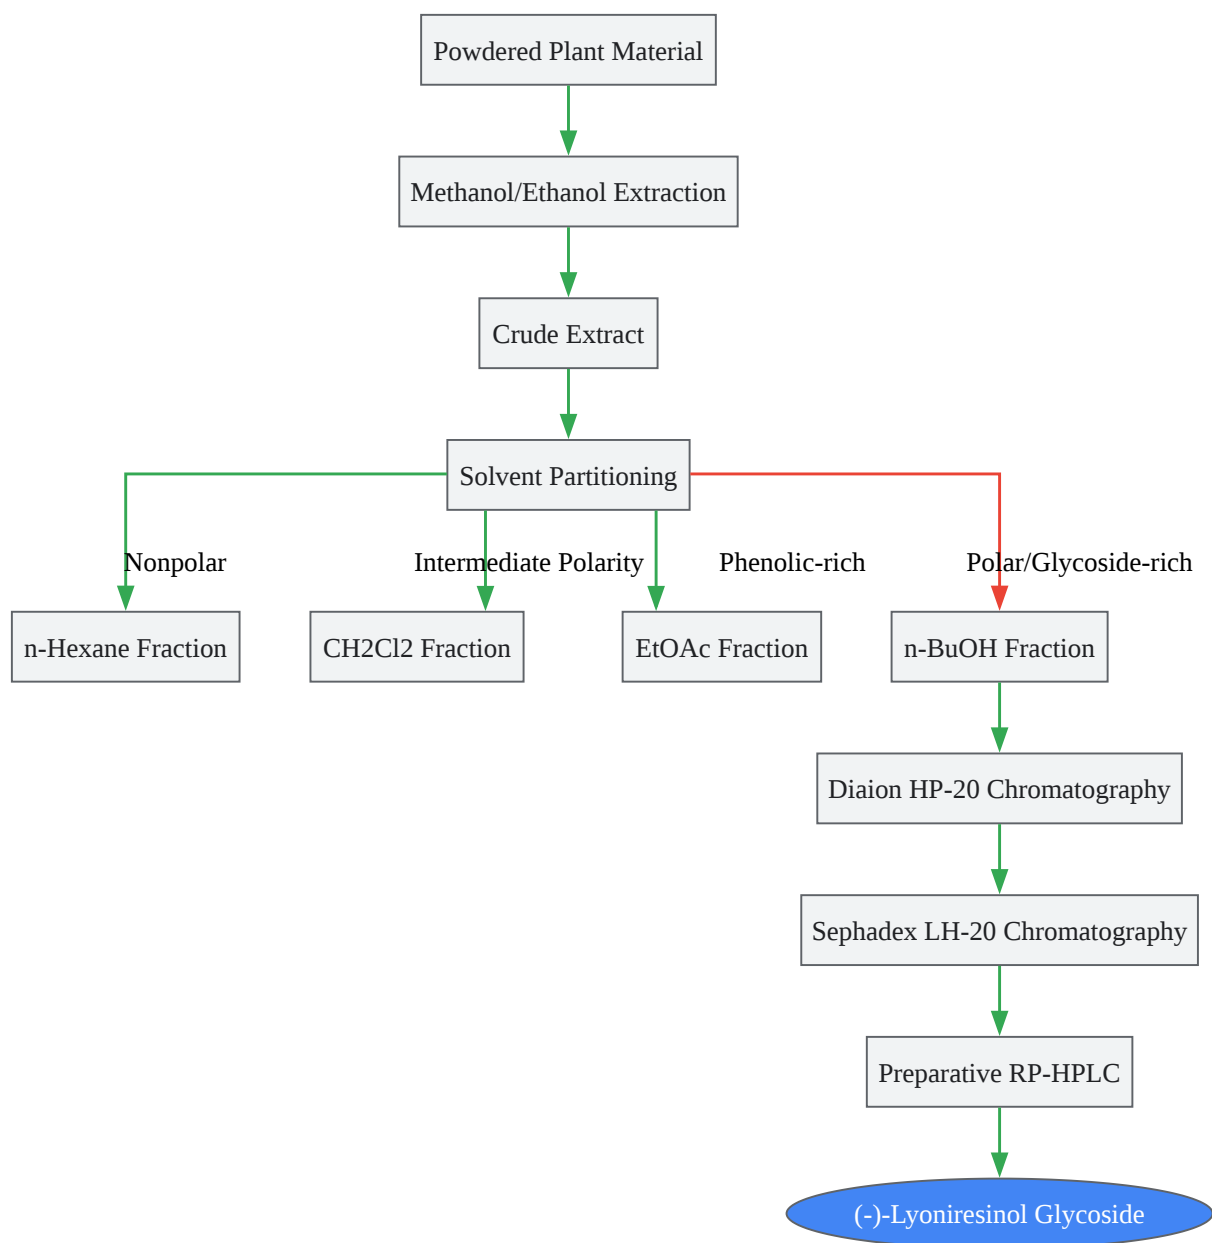 Powdered Plant Material
Methanol/Ethanol Extraction
Crude Extract
Solvent Partitioning
Nonpolar
Intermediate Polarity
Phenolic-rich
Polar/Glycoside-rich
n-Hexane Fraction
CH2Cl2 Fraction
EtOAc Fraction
n-BuOH Fraction
Diaion HP-20 Chromatography
Sephadex LH-20 Chromatography
Preparative RP-HPLC
(-)-Lyoniresinol Glycoside